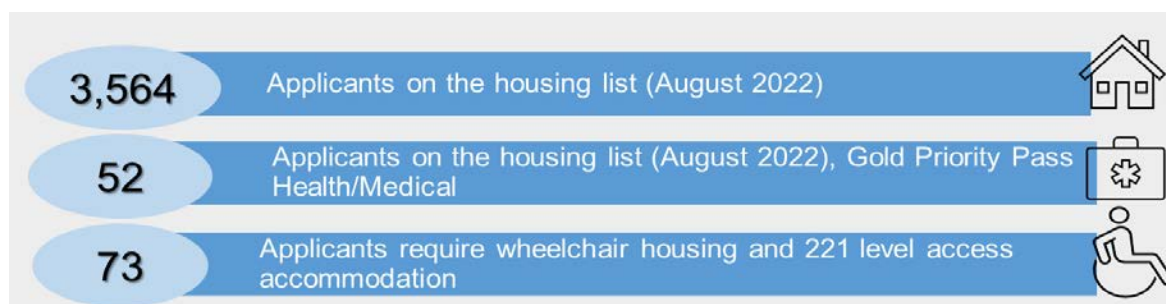 3,564
Applicants on the housing list (August 2022)
52
Applicants on the housing list (August 2022), Gold Priority Pass
Health/Medical
73
Applicants require wheelchair housing and 221 level access
accommodation